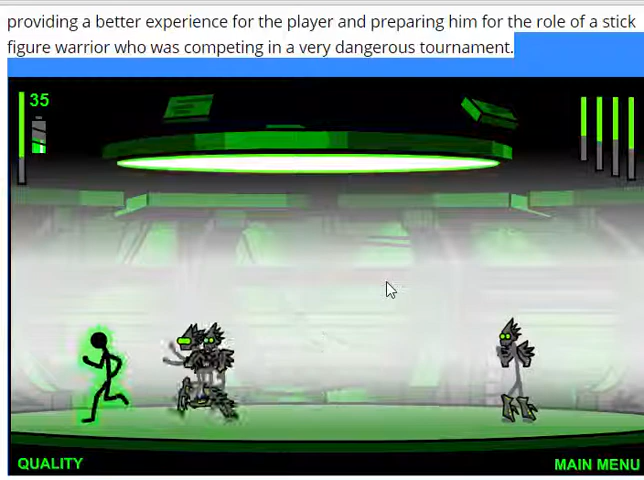 providing a better experience for the player and preparing him for the role of a stick
figure warrior who was competing in a very dangerous tournament.
35
QUALITY
MAIN MENU